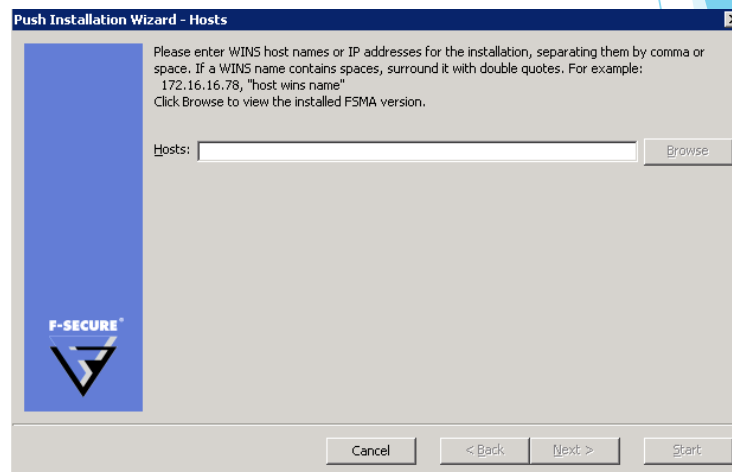 Push Installation Wizard - Hosts
Please enter WINS host names or IP addresses for the installation, separating them by comma or
space. If a WINS name contains spaces, surround it with double quotes. For example:
172.16.16.78, "host wins name"
Click Browse to view the installed FSMA version.
Hosts:
Browse
F-SECURE®
Cancel
< Back
Next >
Start